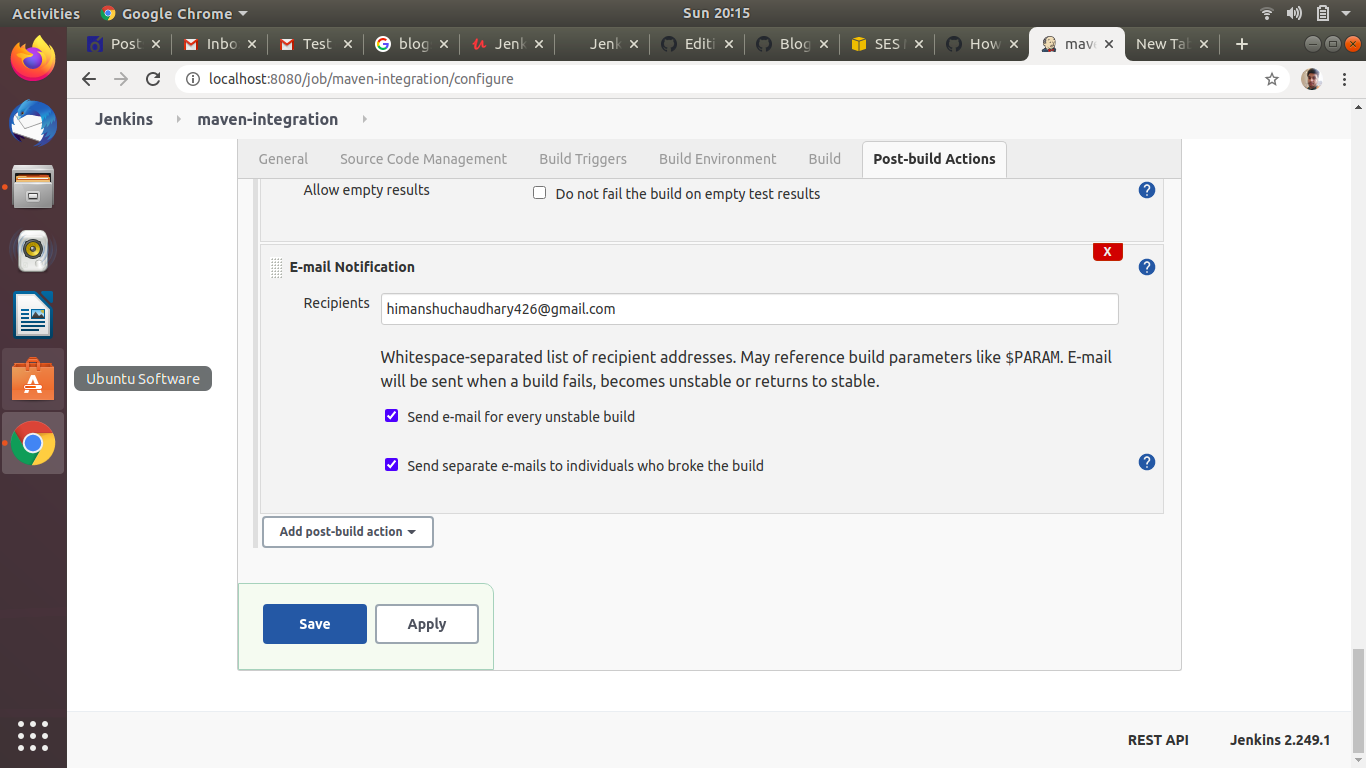 Activities Google Chrome Sun 20:15
Post Inbo Test blog Jenk Jenk Editi Blog SES How mav New Tab
localhost:8080/job/maven-integration/configure
Jenkins maven-integration
General Source Code Management Build Triggers Build Environment Build Post-build Actions
Allow empty results Do not fail the build on empty test results ?
X
E-mail Notification ?
Recipients himanshuchaudhary426@gmail.com
Whitespace-separated list of recipient addresses. May reference build parameters like $PARAM. E-mail
will be sent when a build fails, becomes unstable or returns to stable.
Ubuntu Software
Send e-mail for every unstable build
Send separate e-mails to individuals who broke the build ?
Add post-build action
Save Apply
REST API Jenkins 2.249.1